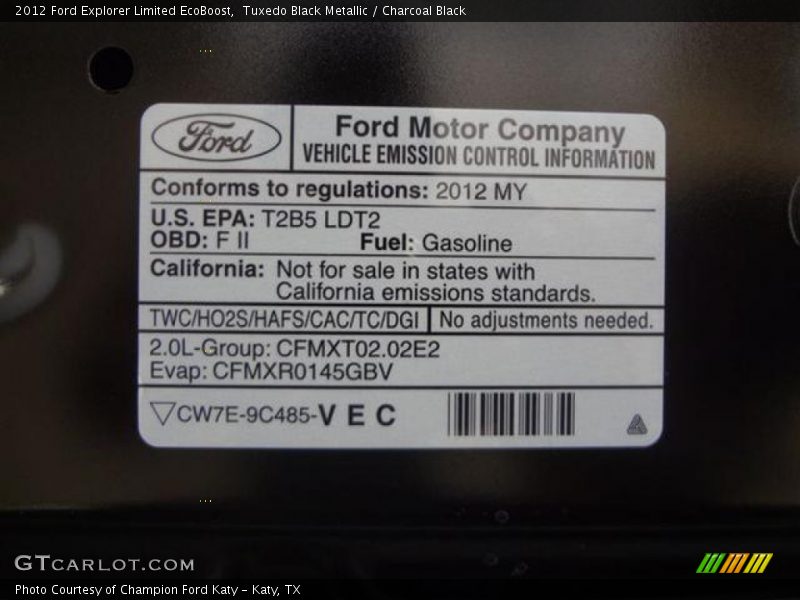 2012 Ford Explorer Limited EcoBoost, Tuxedo Black Metallic / Charcoal Black
Ford
Ford Motor Company
VEHICLE EMISSION CONTROL INFORMATION
Conforms to regulations: 2012 MY
U.S. EPA: T2B5 LDT2
OBD: F II Fuel: Gasoline
California: Not for sale in states with
California emissions standards.
TWC/HO2S/HAFS/CAC/TC/DGI No adjustments needed.
2.0L-Group: CFMXT02.02E2
Evap: CFMXR0145GBV
CW7E-9C485-VEC
GTCARLOT.COM
Photo Courtesy of Champion Ford Katy - Katy, TX